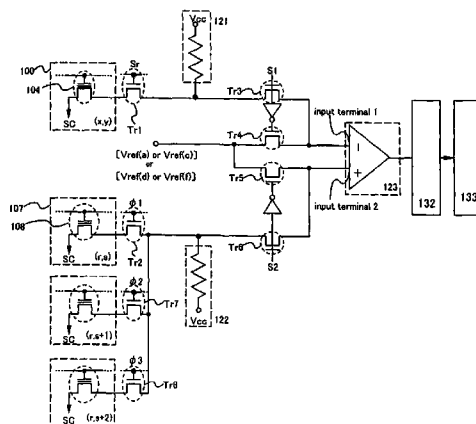 121
Vcc
100
104
Sr
S1
Tr3
SC
(x,y)
Tr1
input terminal 1
Tr4
[Vref(a) or Vref(c)]
or
[Vref(d) or Vref(f)]
−
+
123
132
133
Tr5
input terminal 2
107
108
φ1
SC
(r,s)
Tr2
Tr6
S2
φ2
Tr7
Vcc
122
SC
(r,s+1)
φ3
Tr8
SC
(r,s+2)